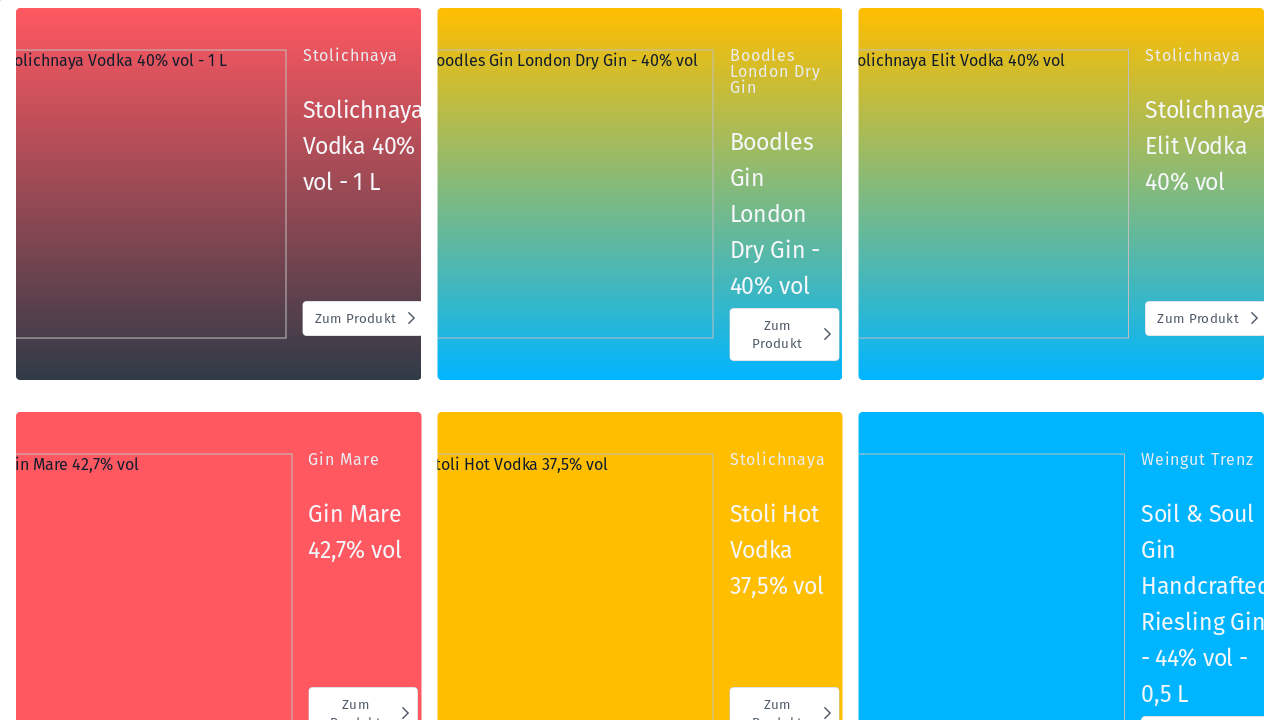 olichnaya Vodka 40% vol - 1 L
Stolichnaya
Stolichnaya
Vodka 40%
vol - 1 L
Zum Produkt
oodles Gin London Dry Gin - 40% vol
Boodles
London Dry
Gin
Boodles
Gin
London
Dry Gin -
40% vol
Zum
Produkt
olichnaya Elit Vodka 40% vol
Stolichnaya
Stolichnaya
Elit Vodka
40% vol
Zum Produkt
in Mare 42,7% vol
Gin Mare
Gin Mare
42,7% vol
Zum
Produkt
toli Hot Vodka 37,5% vol
Stolichnaya
Stoli Hot
Vodka
37,5% vol
Zum
Produkt
Weingut Trenz
Soil & Soul
Gin
Handcrafted
Riesling Gin
- 44% vol -
0,5 L